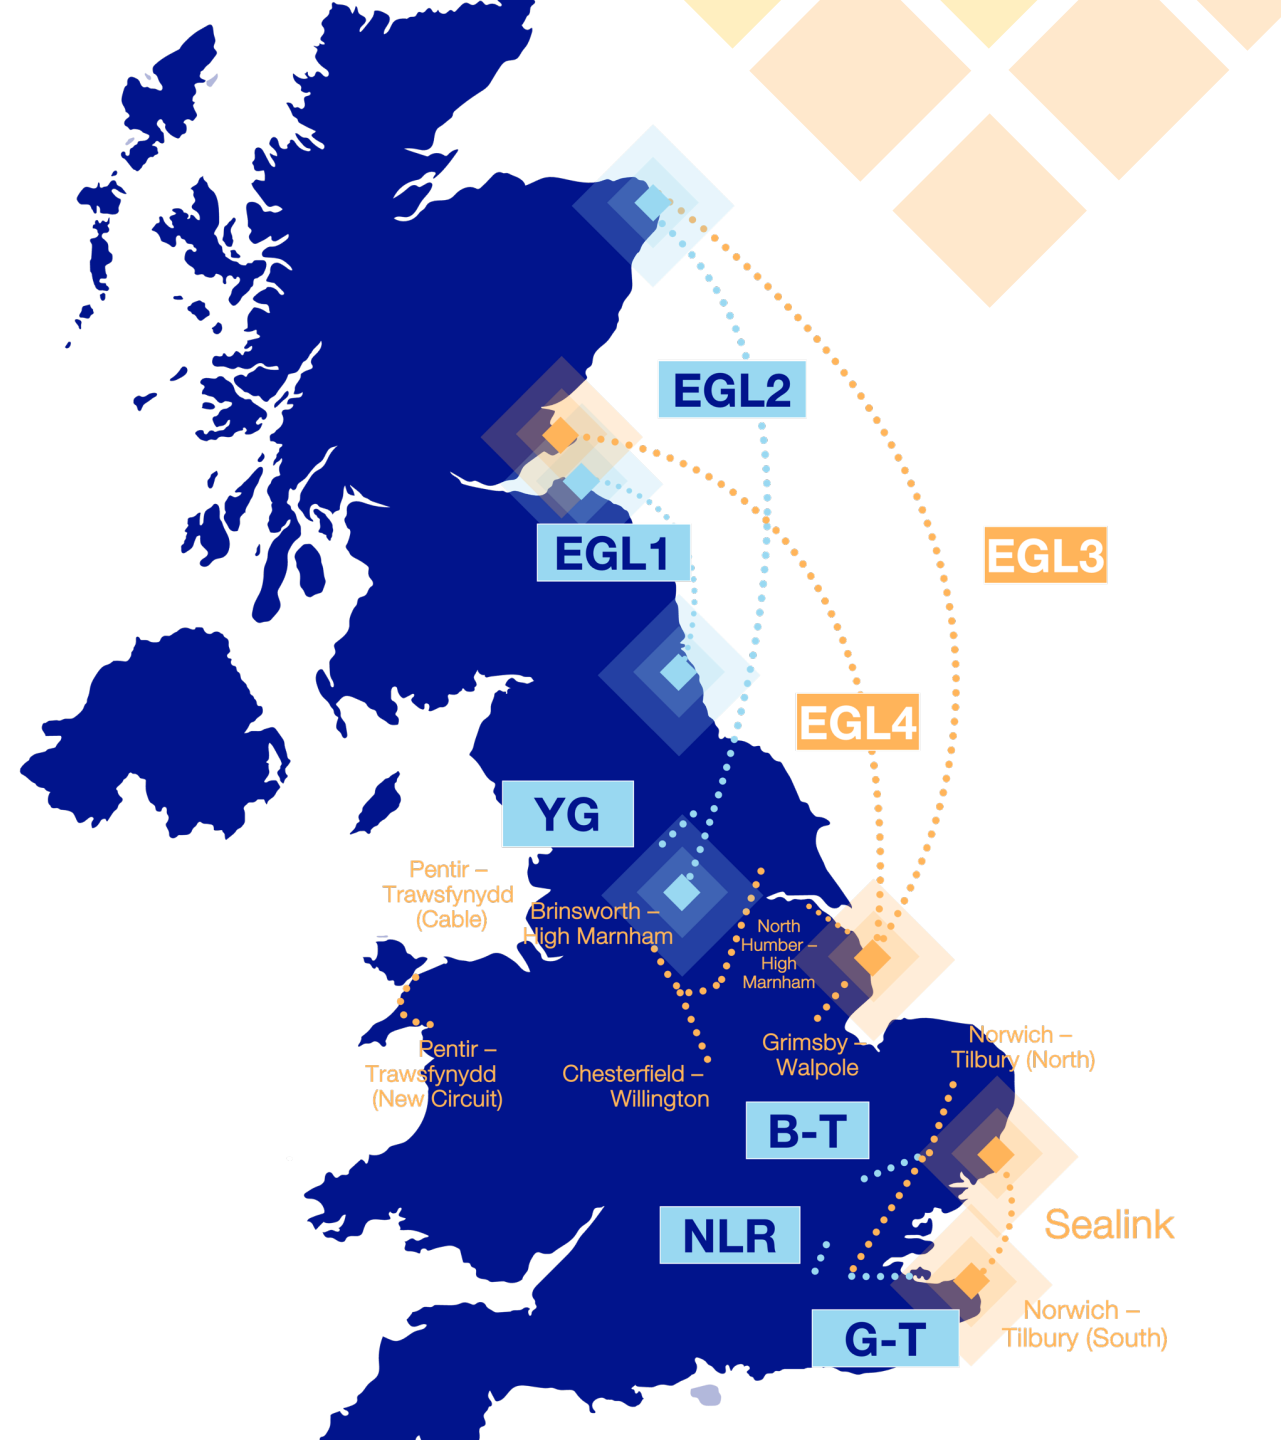 EGL2
EGL1
EGL3
EGL4
YG
Pentir –
Trawsfynydd
(Cable)
Brinsworth –
High Marnham
North
Humber –
High
Marnham
Pentir –
Trawsfynydd
(New Circuit)
Chesterfield –
Willington
Grimsby –
Walpole
Norwich –
Tilbury (North)
B-T
NLR
Sealink
G-T
Norwich –
Tilbury (South)